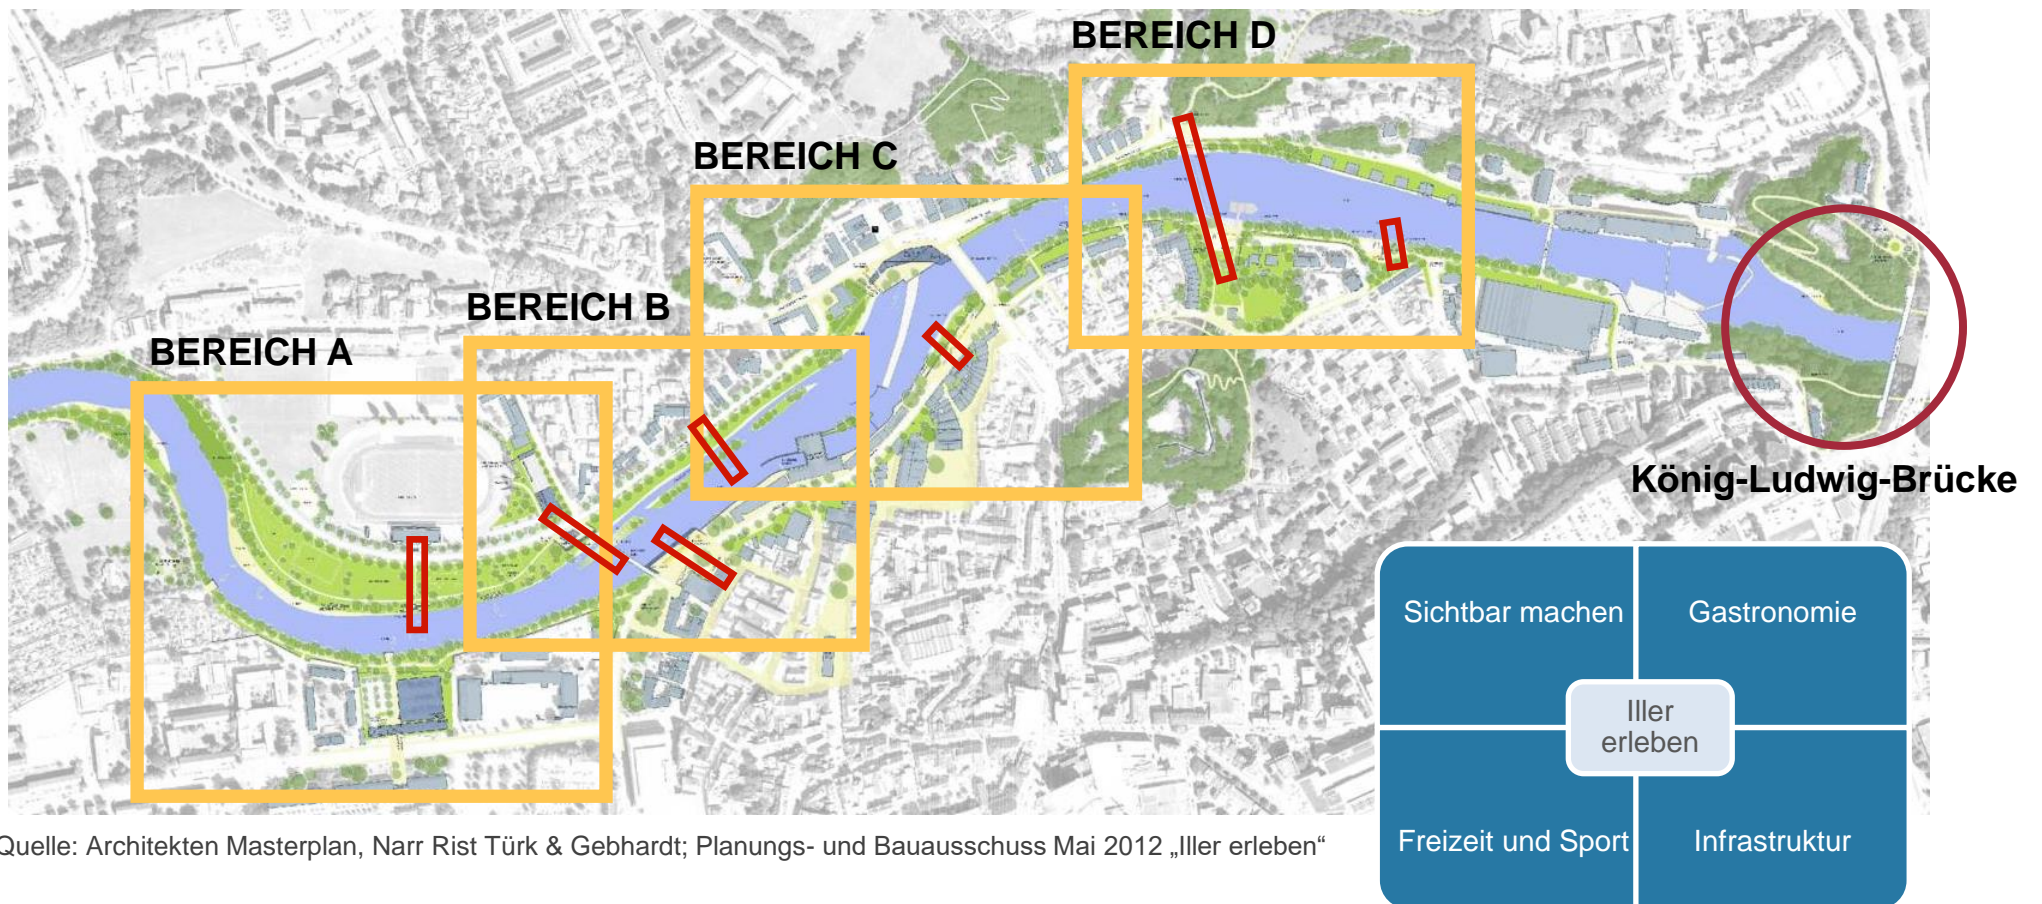 BEREICH D
BEREICH C
BEREICH B
BEREICH A
König-Ludwig-Brücke
Sichtbar machen
Gastronomie
Iller
erleben
Freizeit und Sport
Infrastruktur
Quelle: Architekten Masterplan, Narr Rist Türk & Gebhardt; Planungs- und Bauausschuss Mai 2012 „Iller erleben“